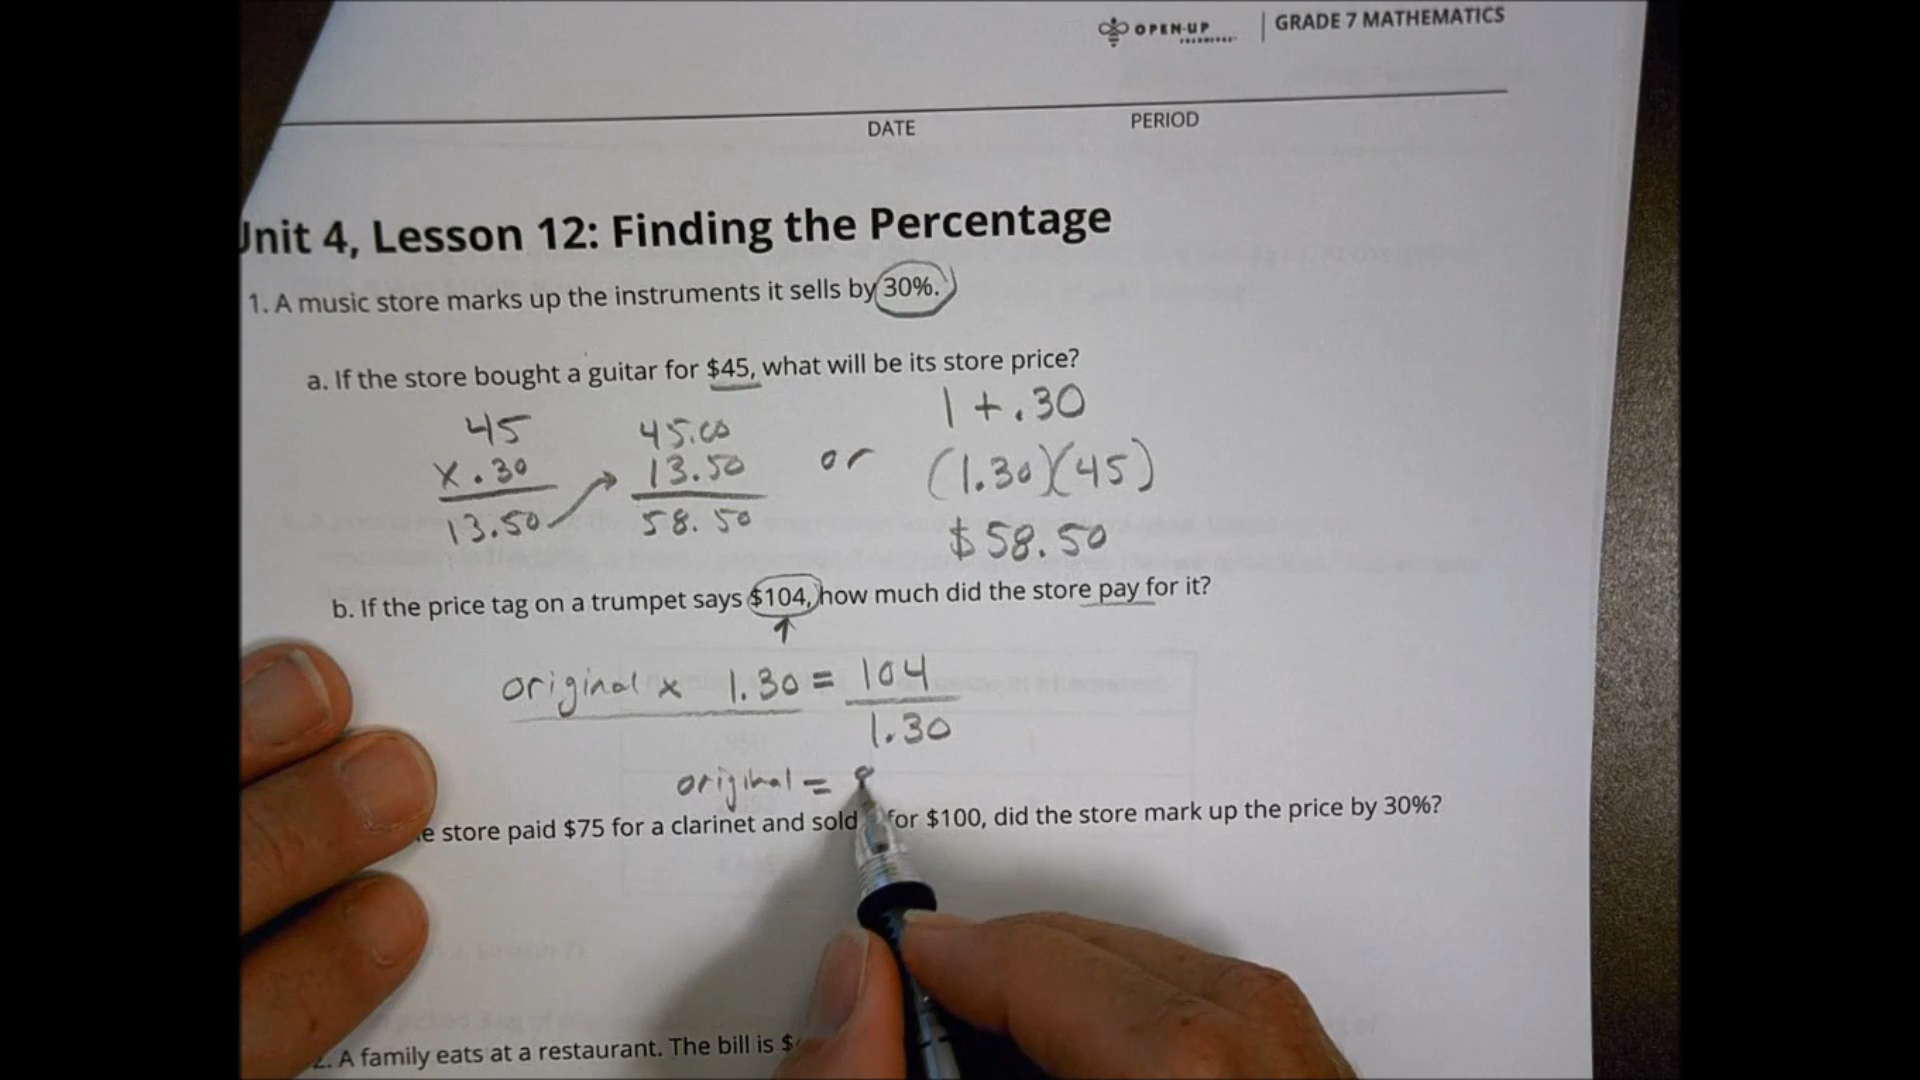 OPEN-UP | GRADE 7 MATHEMATICS
DATE PERIOD
Unit 4, Lesson 12: Finding the Percentage
1. A music store marks up the instruments it sells by 30%.
a. If the store bought a guitar for $45, what will be its store price?
1 + .30
45 45.00
x .30 13.50 or (1.30)(45)
13.50 58.50 $58.50
b. If the price tag on a trumpet says $104, how much did the store pay for it?
original x 1.30 = 104
1.30
original = 8
e store paid $75 for a clarinet and sold for $100, did the store mark up the price by 30%?
2. A family eats at a restaurant. The bill is $